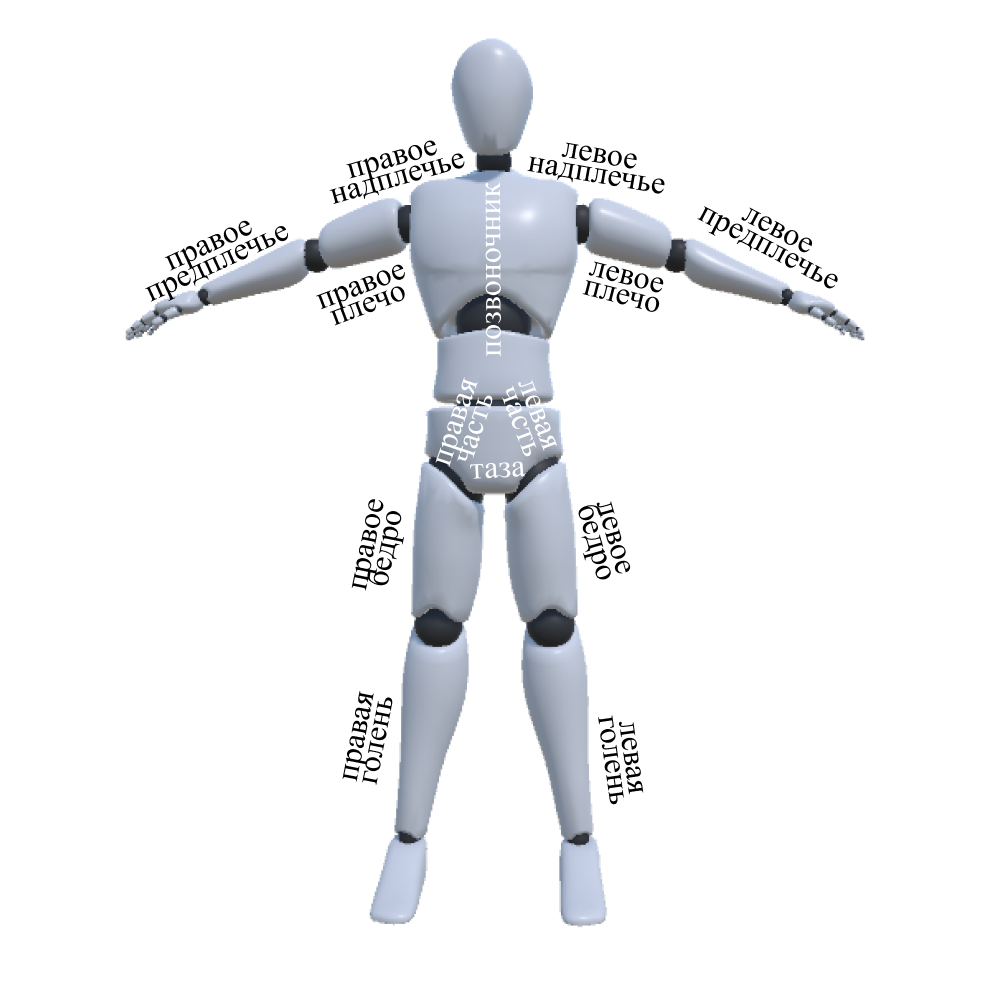 правое
надплечье
левое
надплечье
правое
предплечье
левое
предплечье
позвоночник
правое
плечо
левое
плечо
правая
часть
левая
часть
таза
правое
бедро
левое
бедро
правая
голень
левая
голень